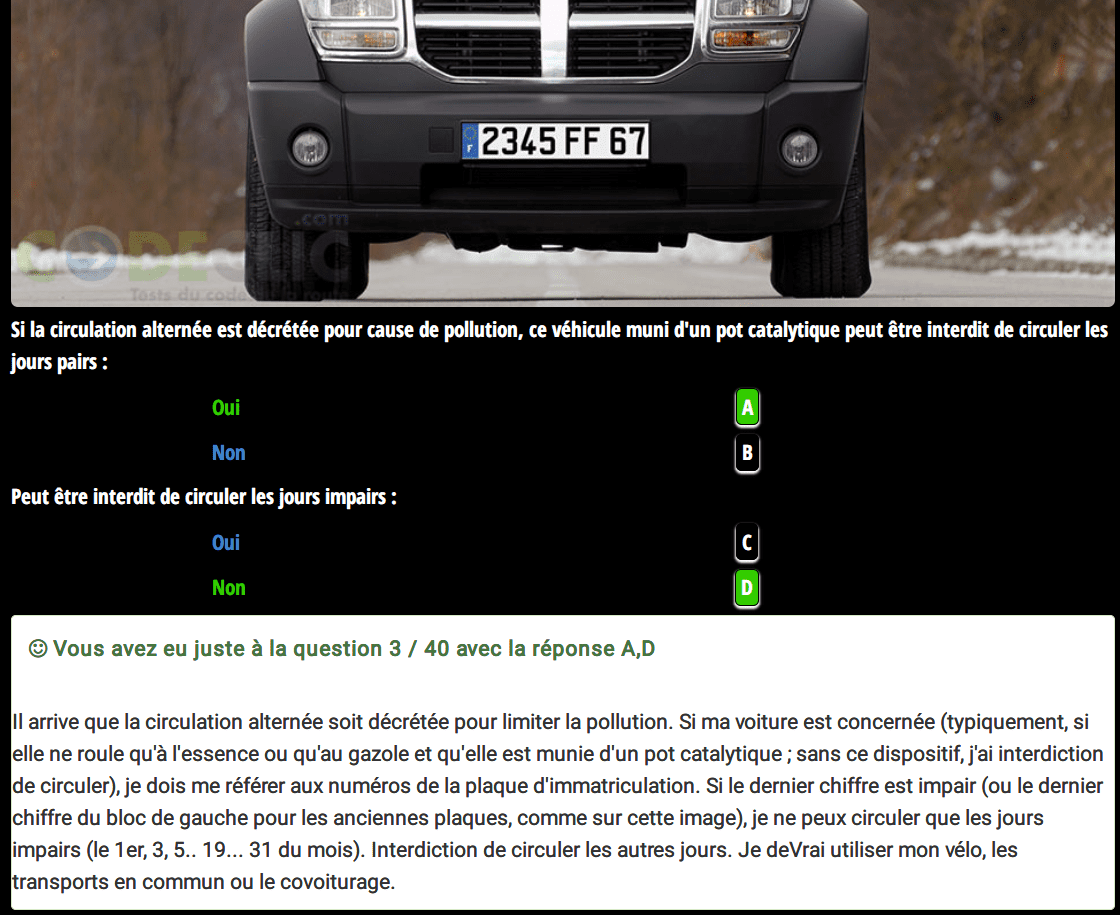 F
2345 FF 67
.com
CODECLIC
Tests du code de la route
Si la circulation alternée est décrétée pour cause de pollution, ce véhicule muni d'un pot catalytique peut être interdit de circuler les
jours pairs :
Oui A
Non B
Peut être interdit de circuler les jours impairs :
Oui C
Non D
Vous avez eu juste à la question 3 / 40 avec la réponse A,D
Il arrive que la circulation alternée soit décrétée pour limiter la pollution. Si ma voiture est concernée (typiquement, si
elle ne roule qu'à l'essence ou qu'au gazole et qu'elle est munie d'un pot catalytique ; sans ce dispositif, j'ai interdiction
de circuler), je dois me référer aux numéros de la plaque d'immatriculation. Si le dernier chiffre est impair (ou le dernier
chiffre du bloc de gauche pour les anciennes plaques, comme sur cette image), je ne peux circuler que les jours
impairs (le 1er, 3, 5.. 19... 31 du mois). Interdiction de circuler les autres jours. Je deVrai utiliser mon vélo, les
transports en commun ou le covoiturage.